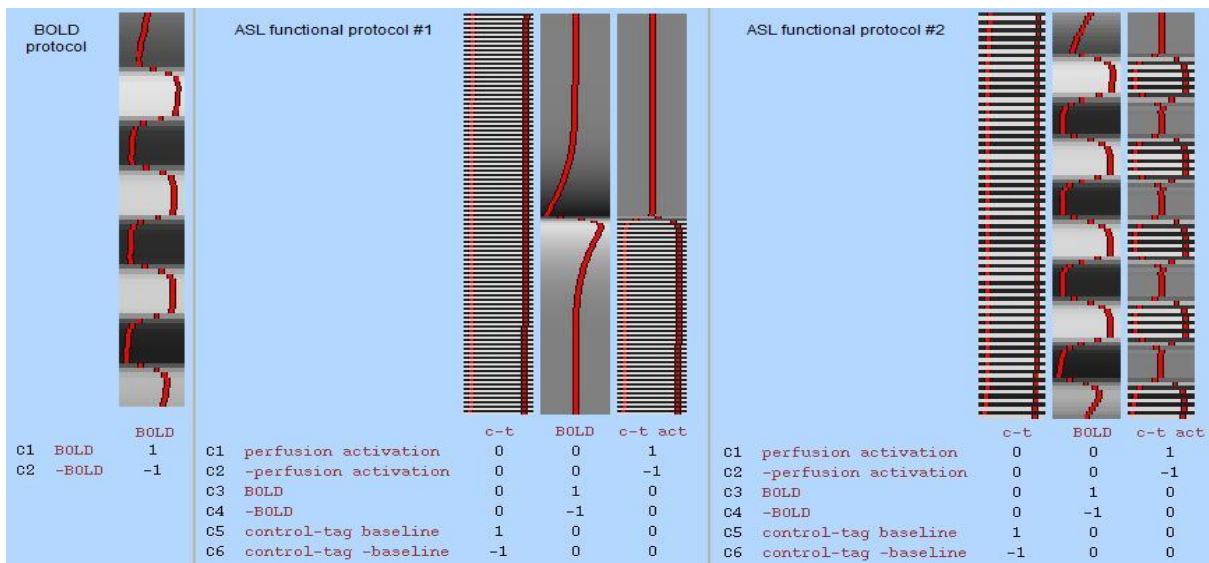 BOLD
protocol
BOLD
C1 BOLD 1
C2 -BOLD -1
ASL functional protocol #1
c-t BOLD c-t act
C1 perfusion activation 0 0 1
C2 -perfusion activation 0 0 -1
C3 BOLD 0 1 0
C4 -BOLD 0 -1 0
C5 control-tag baseline 1 0 0
C6 control-tag -baseline -1 0 0
ASL functional protocol #2
c-t BOLD c-t act
C1 perfusion activation 0 0 1
C2 -perfusion activation 0 0 -1
C3 BOLD 0 1 0
C4 -BOLD 0 -1 0
C5 control-tag baseline 1 0 0
C6 control-tag -baseline -1 0 0